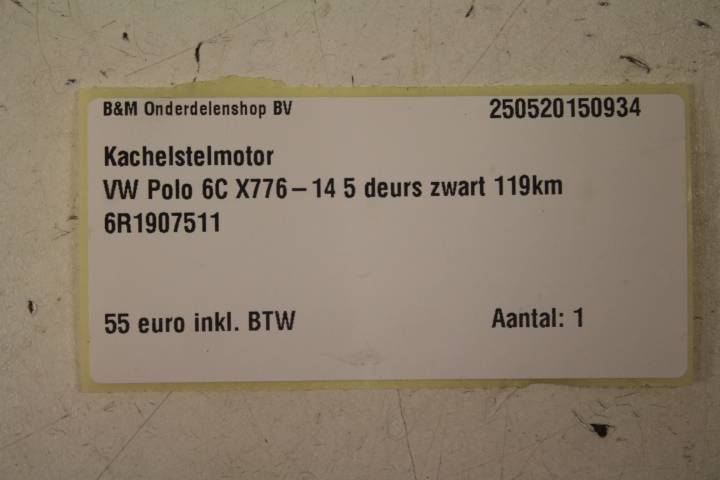 B&M Onderdelenshop BV 250520150934
Kachelstelmotor
VW Polo 6C X776-14 5 deurs zwart 119km
6R1907511
55 euro inkl. BTW Aantal: 1